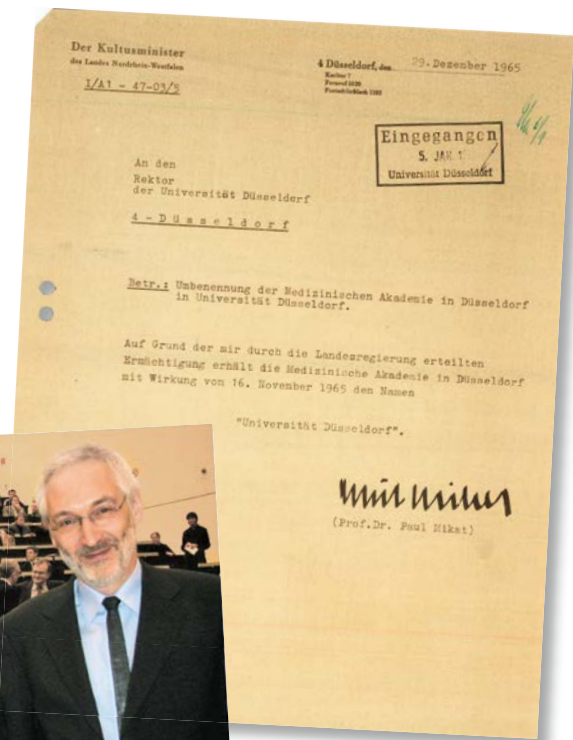 Der Kultusminister
des Landes Nordrhein-Westfalen
I/A1 - 47-03/5
4 Düsseldorf, den 29. Dezember 1965
Eingegangen
5. JAN. 1
Universität Düsseldorf
An den
Rektor
der Universität Düsseldorf
4 - D ü s s e l d o r f
Betr.: Umbenennung der Medizinischen Akademie in Düsseldorf
in Universität Düsseldorf.
Auf Grund der mir durch die Landesregierung erteilten
Ermächtigung erhält die Medizinische Akademie in Düsseldorf
mit Wirkung von 16. November 1965 den Namen
"Universität Düsseldorf".
(Prof.Dr. Paul Mikat)